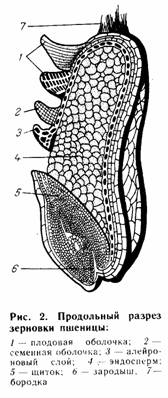 7
1
2
3
4
5
6
Рис. 2. Продольный разрез
зерновки пшеницы:
1 — плодовая оболочка; 2 —
семенная оболочка; 3 — алейро-
новый слой; 4 — эндосперм;
5 — щиток; 6 — зародыш, 7 —
бородка